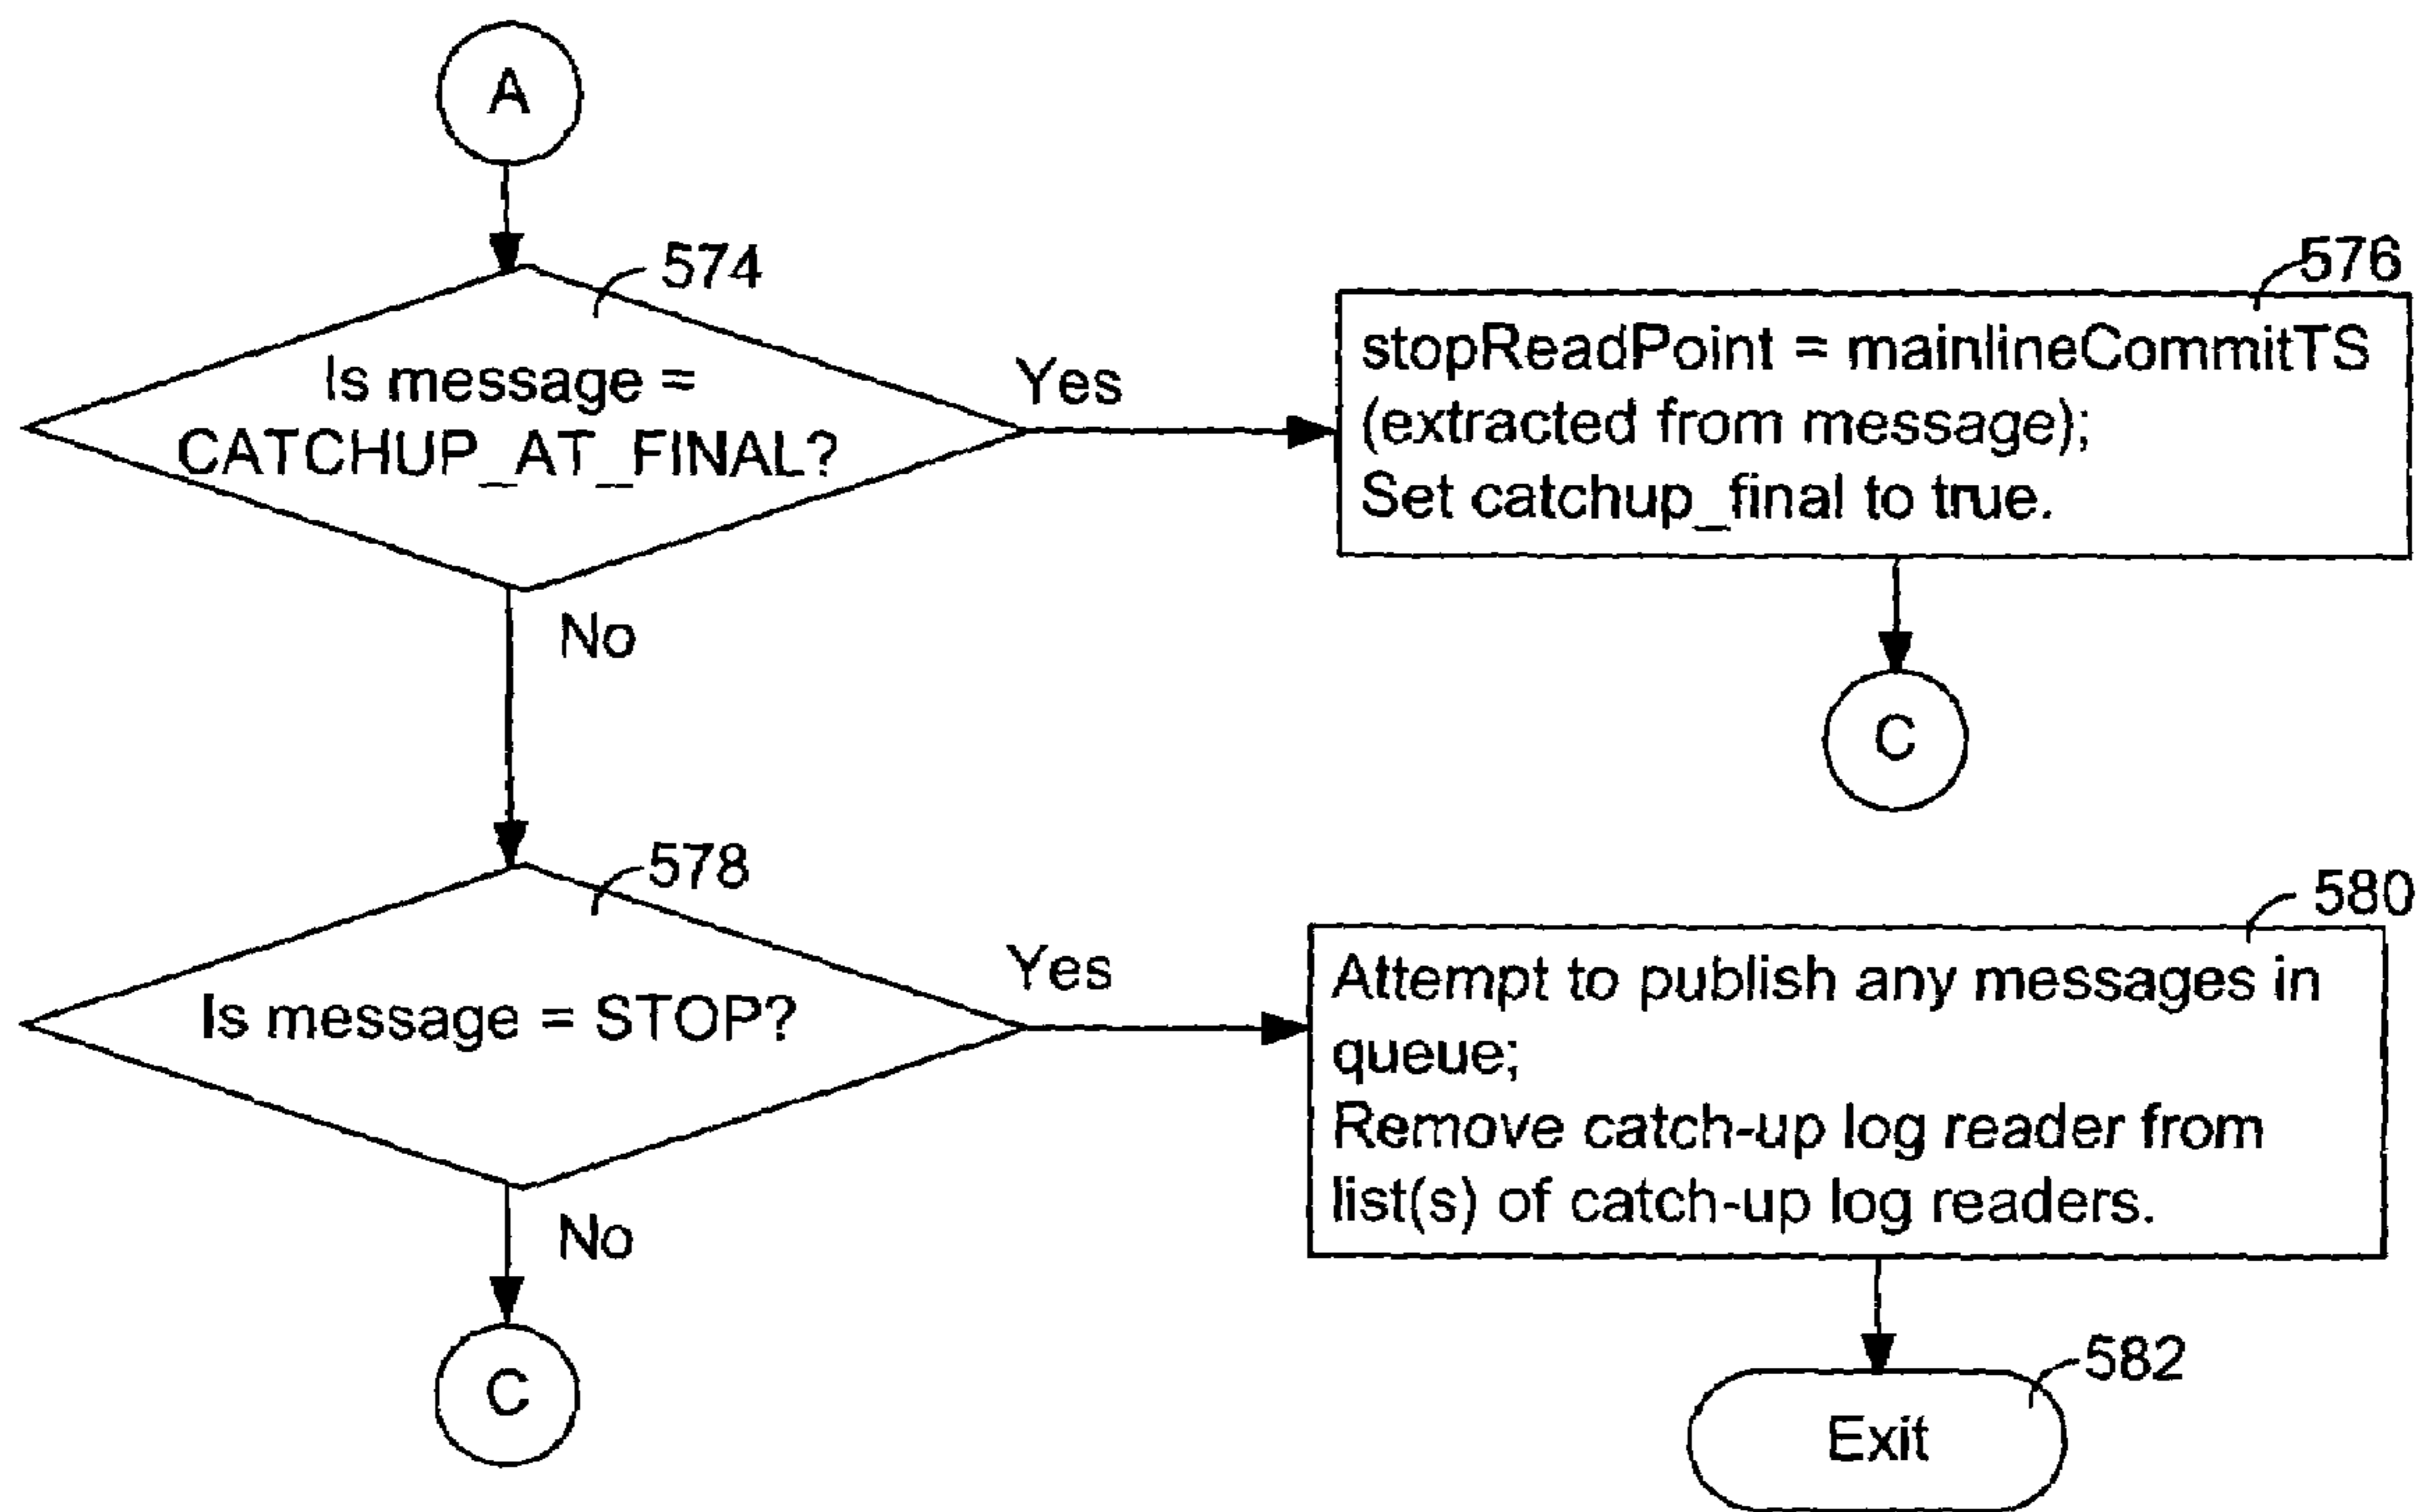 A
574
Is message =
CATCHUP_AT_FINAL?
Yes
576
stopReadPoint = mainlineCommitTS
(extracted from message);
Set catchup_final to true.
No
C
578
Is message = STOP?
Yes
580
Attempt to publish any messages in
queue;
Remove catch-up log reader from
list(s) of catch-up log readers.
No
C
582
Exit